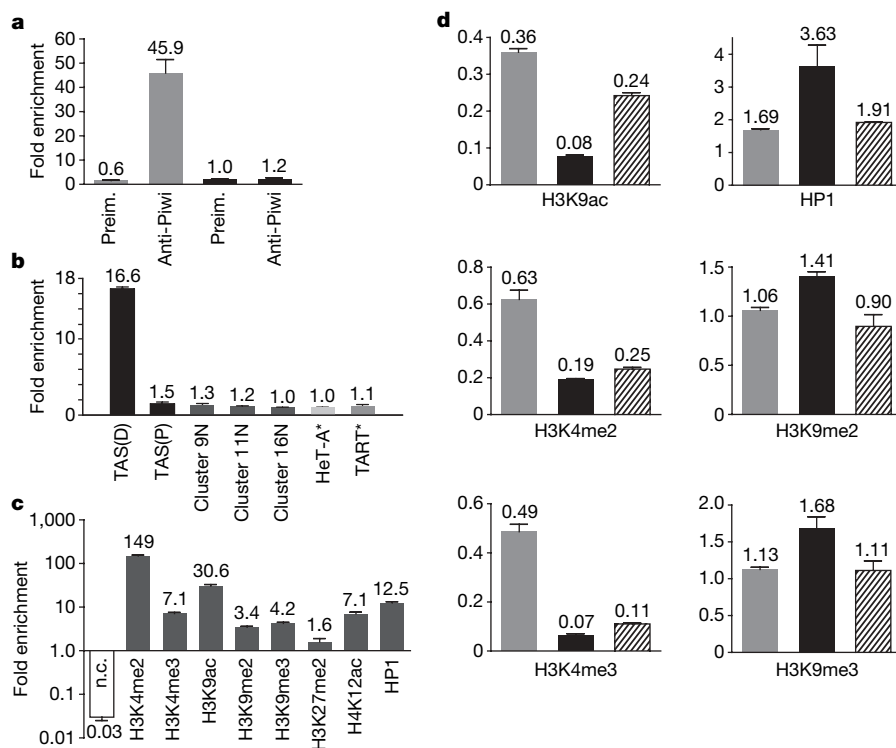 a
Fold enrichment
60
50
40
30
20
10
0
0.6
45.9
1.0
1.2
Preim.
Anti-Piwi
Preim.
Anti-Piwi
b
Fold enrichment
18
12
6
0
16.6
1.5
1.3
1.2
1.0
1.0
1.1
TAS(D)
TAS(P)
Cluster 9N
Cluster 11N
Cluster 16N
HeT-A*
TART*
c
Fold enrichment
1,000
100
10
1.0
0.1
0.01
n.c.
0.03
149
7.1
30.6
3.4
4.2
1.6
7.1
12.5
H3K4me2
H3K4me3
H3K9ac
H3K9me2
H3K9me3
H3K27me2
H4K12ac
HP1
d
0.4
0.3
0.2
0.1
0
0.36
0.08
0.24
H3K9ac
4
3
2
1
0
1.69
3.63
1.91
HP1
0.8
0.6
0.4
0.2
0
0.63
0.19
0.25
H3K4me2
1.5
1.0
0.5
0
1.06
1.41
0.90
H3K9me2
0.6
0.4
0.2
0
0.49
0.07
0.11
H3K4me3
2.0
1.5
1.0
0.5
0
1.13
1.68
1.11
H3K9me3